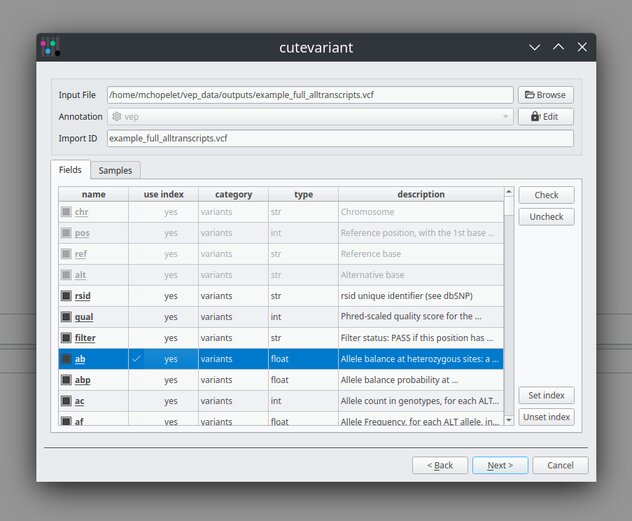 cutevariant
Input File /home/mchopelet/vep_data/outputs/example_full_alltranscripts.vcf Browse
Annotation vep Edit
Import ID example_full_alltranscripts.vcf
Fields Samples
name use index category type description
chr yes variants str Chromosome
pos yes variants int Reference position, with the 1st base ...
ref yes variants str Reference base
alt yes variants str Alternative base
rsid yes variants str rsid unique identifier (see dbSNP)
qual yes variants int Phred-scaled quality score for the ...
filter yes variants str Filter status: PASS if this position has ...
ab yes variants float Allele balance at heterozygous sites: a ...
abp yes variants float Allele balance probability at ...
ac yes variants int Allele count in genotypes, for each ALT...
af yes variants float Allele Frequency, for each ALT allele, in...
Check
Uncheck
Set index
Unset index
< Back Next > Cancel